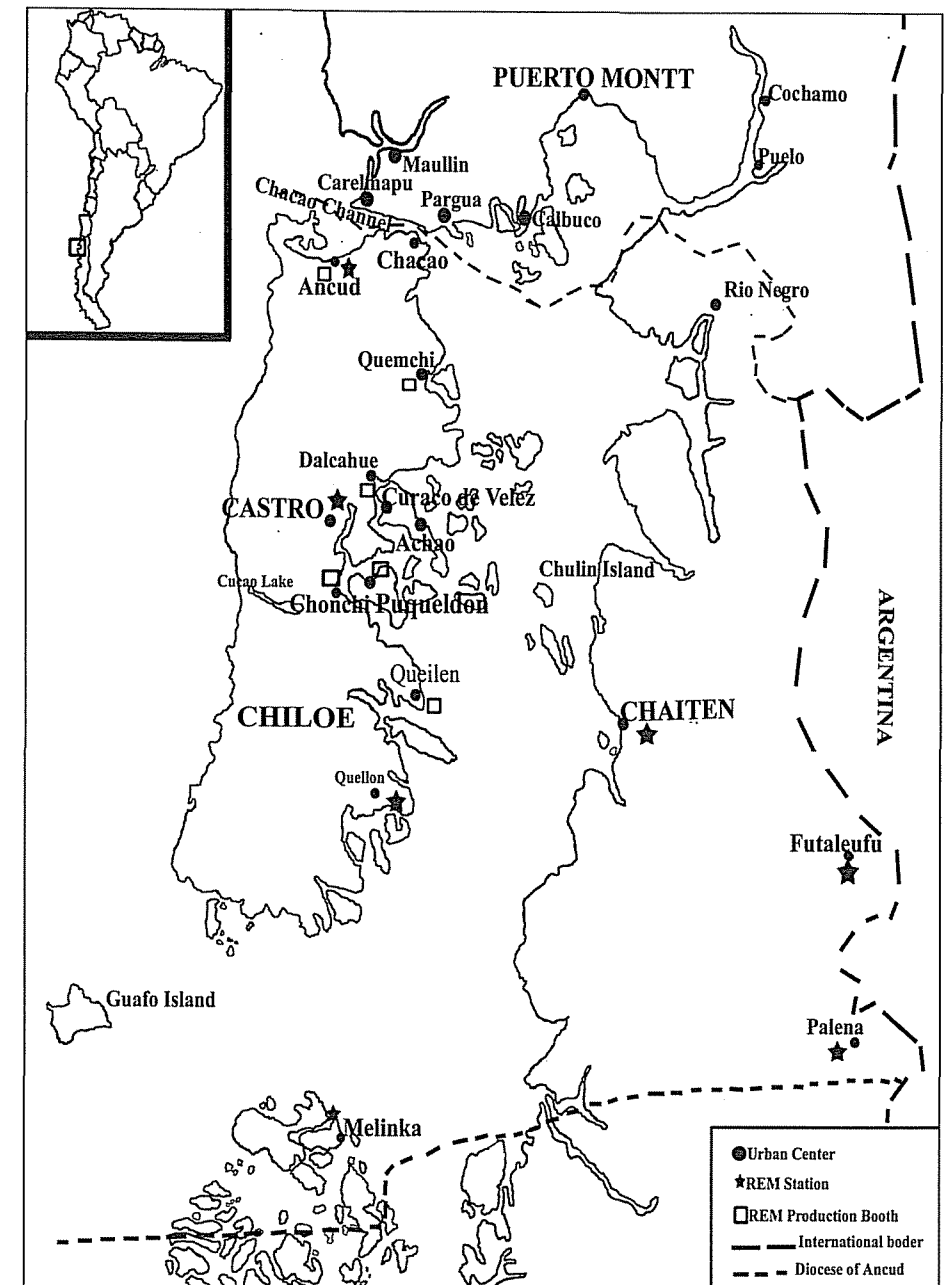 PUERTO MONTT
Cochamo
Maullin
Puelo
Carelmapu
Chacao Channel
Pargua
Calbuco
Chacao
Ancud
Rio Negro
Quemchi
Dalcahue
CASTRO
Curaco de Velez
Achao
Cucao Lake
Chulin Island
Chonchi Puqueldon
ARGENTINA
Queilen
CHILOE
CHAITEN
Quellon
Futaleufu
Guafo Island
Palena
Melinka
Urban Center
REM Station
REM Production Booth
International boder
Diocese of Ancud